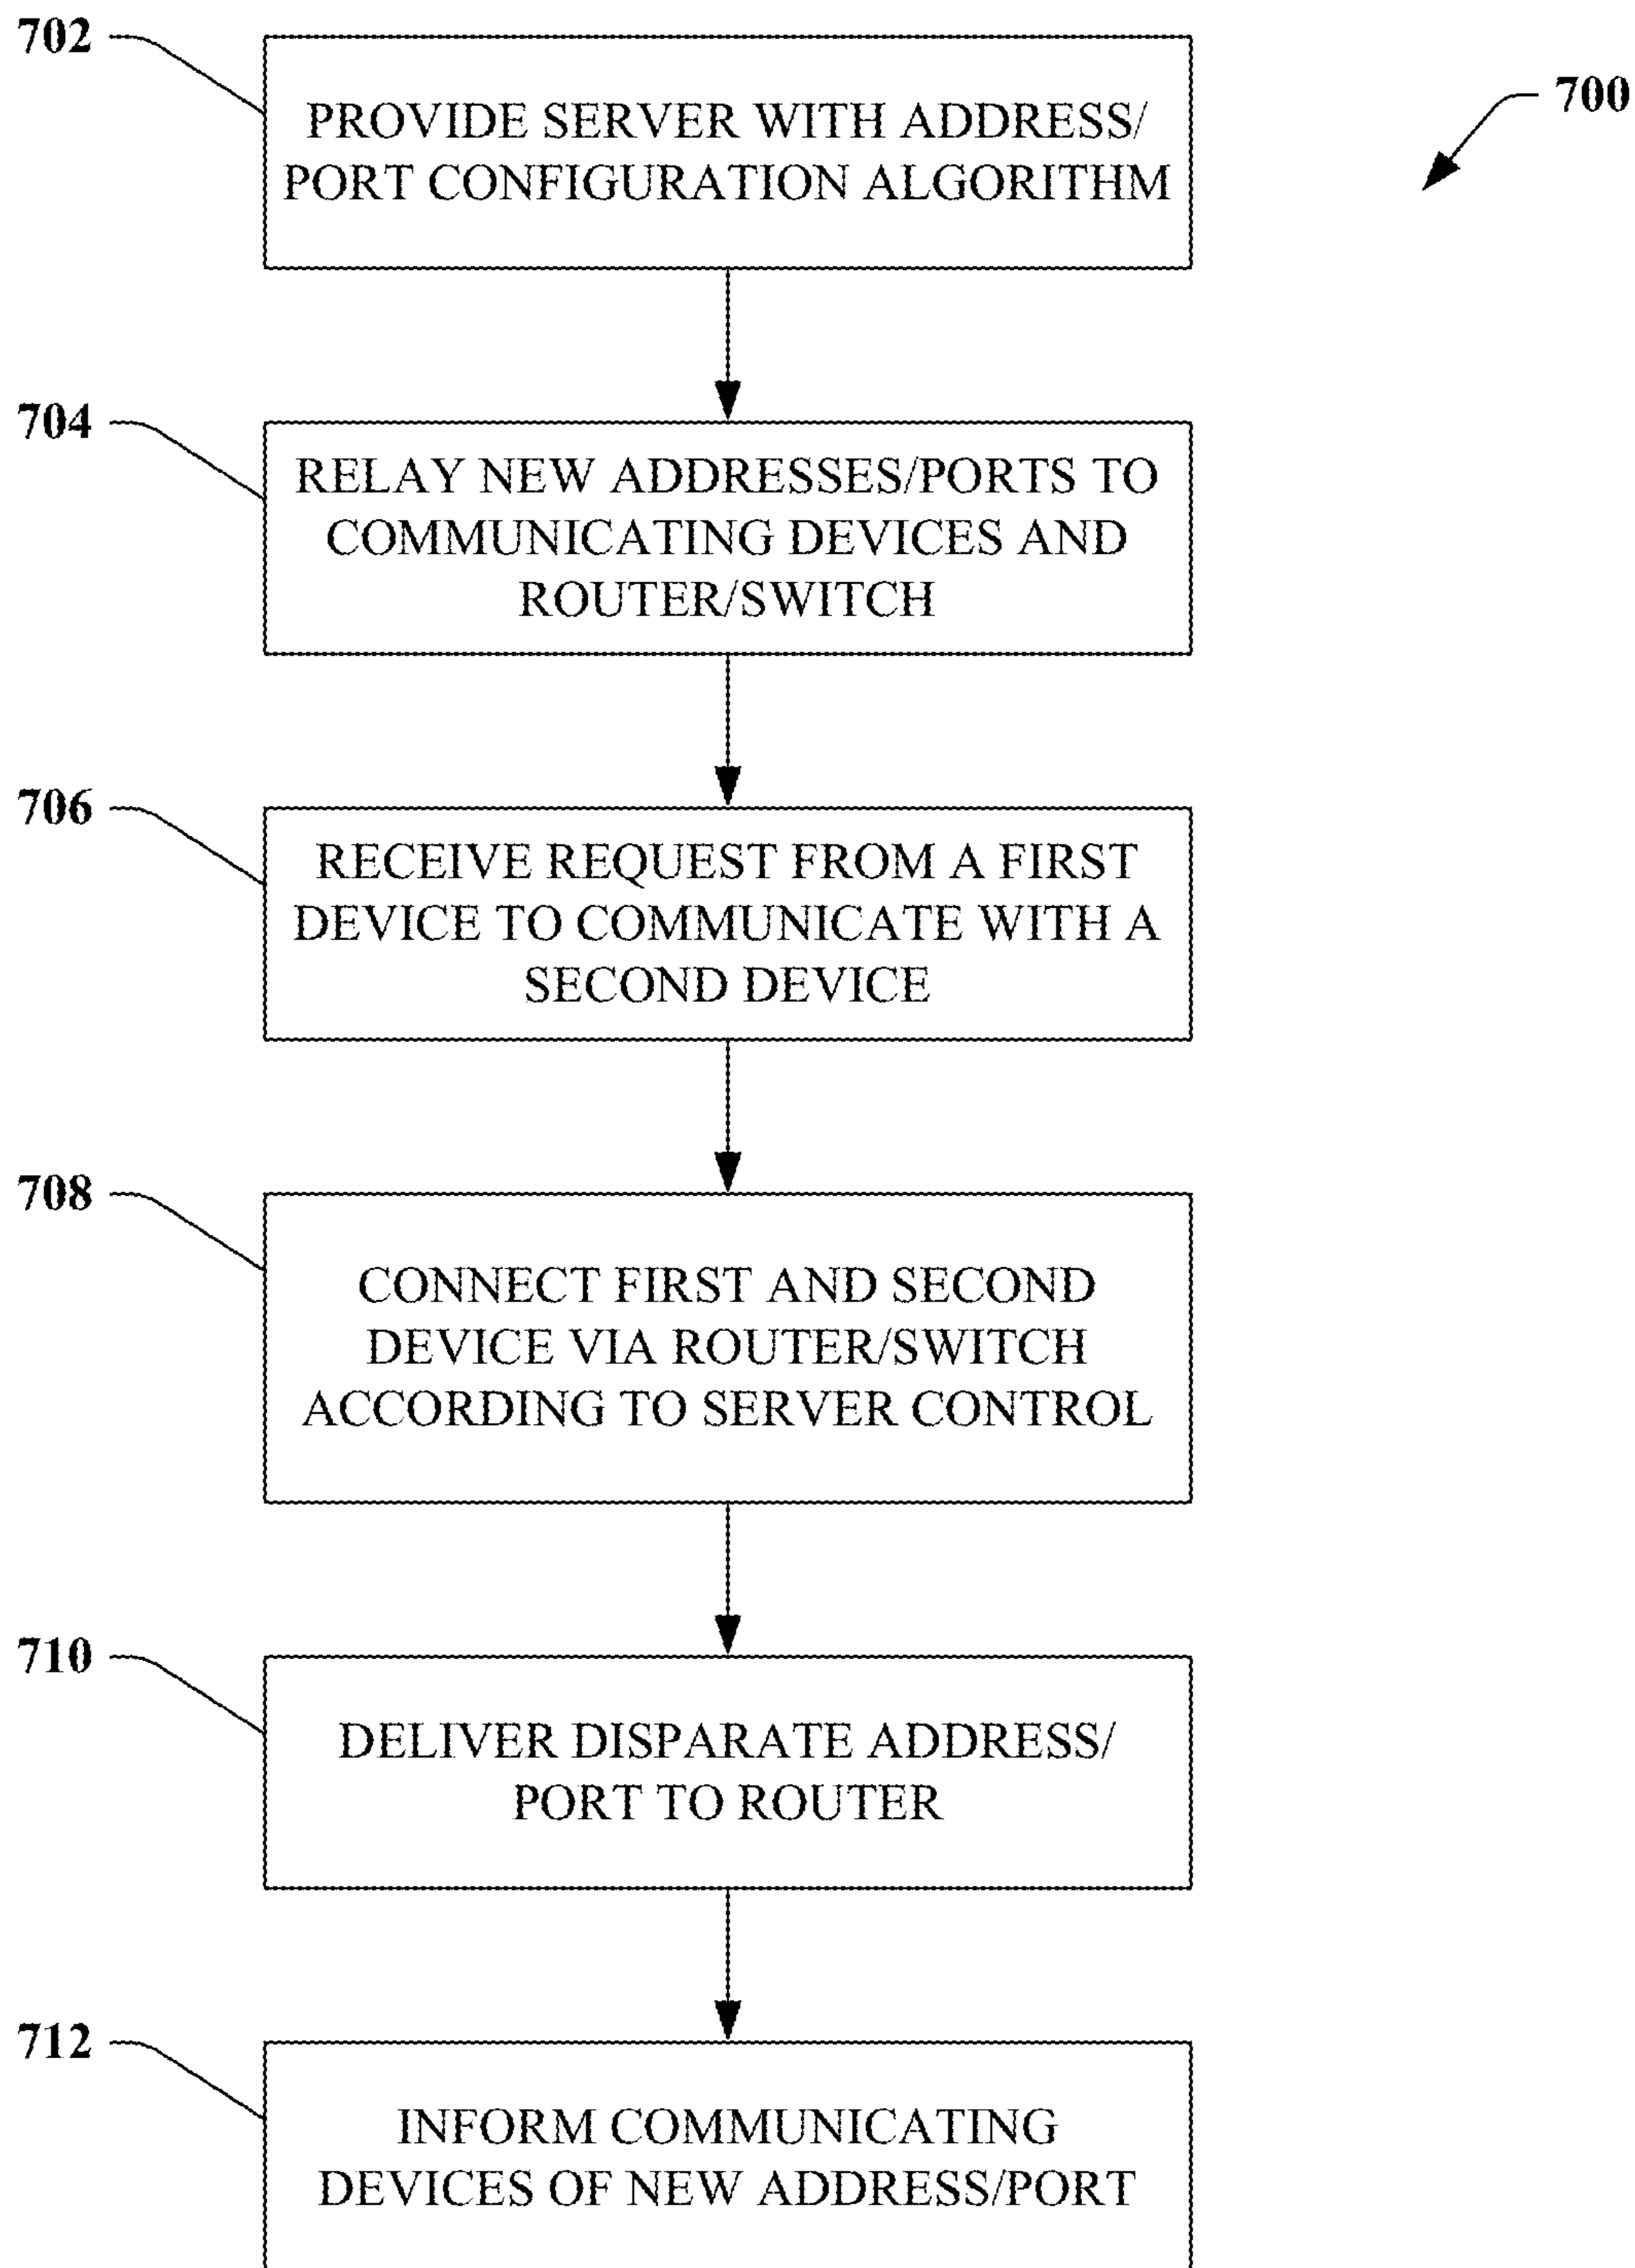 702
700
PROVIDE SERVER WITH ADDRESS/
PORT CONFIGURATION ALGORITHM
704
RELAY NEW ADDRESSES/PORTS TO
COMMUNICATING DEVICES AND
ROUTER/SWITCH
706
RECEIVE REQUEST FROM A FIRST
DEVICE TO COMMUNICATE WITH A
SECOND DEVICE
708
CONNECT FIRST AND SECOND
DEVICE VIA ROUTER/SWITCH
ACCORDING TO SERVER CONTROL
710
DELIVER DISPARATE ADDRESS/
PORT TO ROUTER
712
INFORM COMMUNICATING
DEVICES OF NEW ADDRESS/PORT